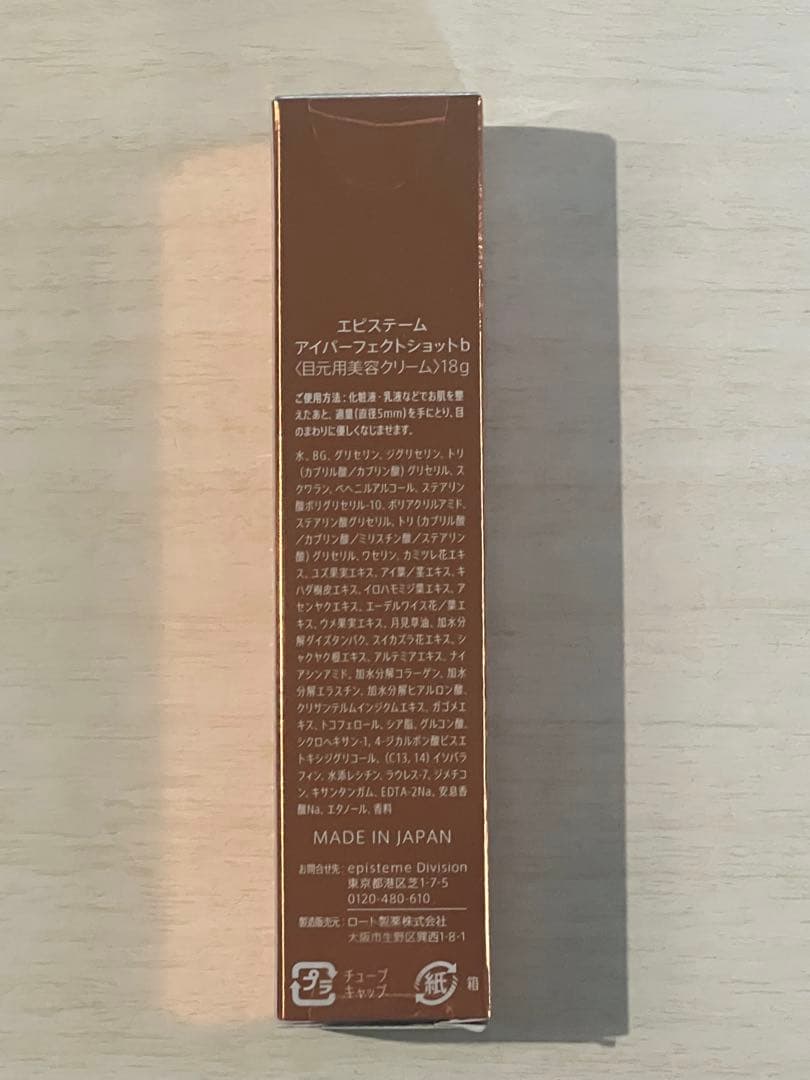 エピステーム
アイパーフェクトショットb
〈目元用美容クリーム〉18g
ご使用方法：化粧液・乳液などでお肌を整
えたあと、適量(直径5mm)を手にとり、目
のまわりに優しくなじませます。
水、BG、グリセリン、ジグリセリン、トリ
(カプリル酸／カプリン酸)グリセリル、ス
クワラン、ベヘニルアルコール、ステアリン
酸ポリグリセリル-10、ポリアクリルアミド、
ステアリン酸グリセリル、トリ(カプリル酸
／カプリン酸／ミリスチン酸／ステアリン
酸)グリセリル、ワセリン、カミツレ花エキ
ス、ユズ果実エキス、アイ葉／茎エキス、キ
ハダ樹皮エキス、イロハモミジ葉エキス、ア
センヤクエキス、エーデルワイス花／葉エ
キス、ウメ果実エキス、月見草油、加水分
解ダイズタンパク、スイカズラ花エキス、シ
ャクヤク根エキス、アルテミアエキス、ナイ
アシンアミド、加水分解コラーゲン、加水
分解エラスチン、加水分解ヒアルロン酸、
クリサンテルムインジクムエキス、ガゴメエ
キス、トコフェロール、シア脂、グルコン酸、
シクロヘキサン-1, 4-ジカルボン酸ビスエ
トキシジグリコール、(C13, 14)イソパラ
フィン、水添レシチン、ラウレス-7、ジメチコ
ン、キサンタンガム、EDTA-2Na、安息香
酸Na、エタノール、香料
MADE IN JAPAN
お問合せ先：episteme Division
東京都港区芝1-7-5
0120-480-610
製造販売元：ロート製薬株式会社
大阪市生野区巽西1-8-1
プラ チューブ
キャップ
紙 箱